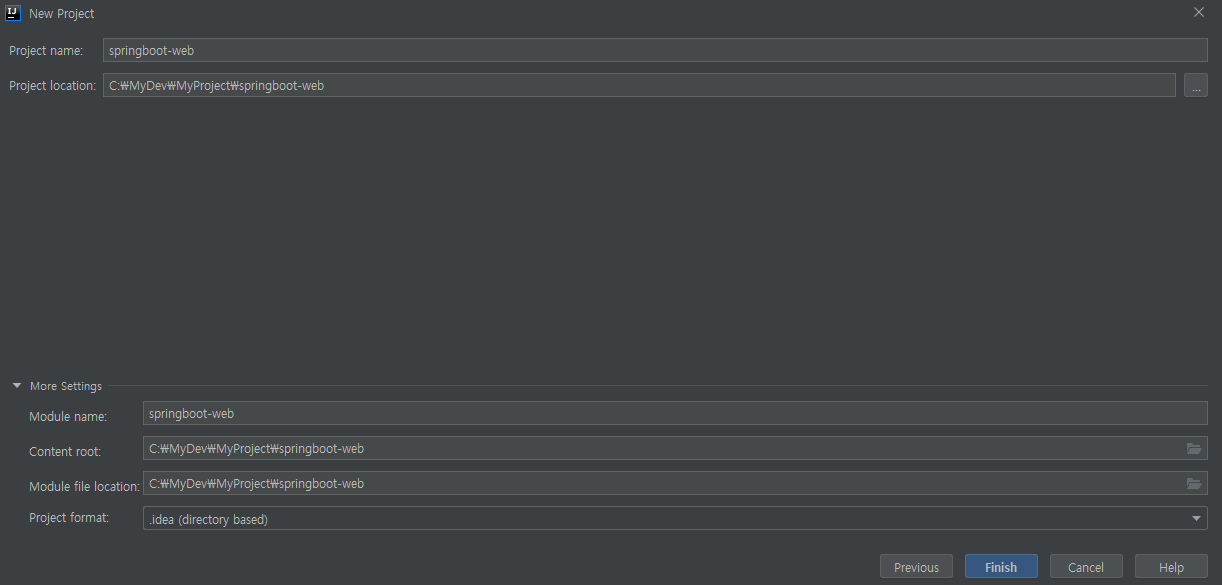 IJ New Project
Project name: springboot-web
Project location: C:₩MyDev₩MyProject₩springboot-web ...
More Settings
Module name: springboot-web
Content root: C:₩MyDev₩MyProject₩springboot-web
Module file location: C:₩MyDev₩MyProject₩springboot-web
Project format: .idea (directory based)
Previous Finish Cancel Help